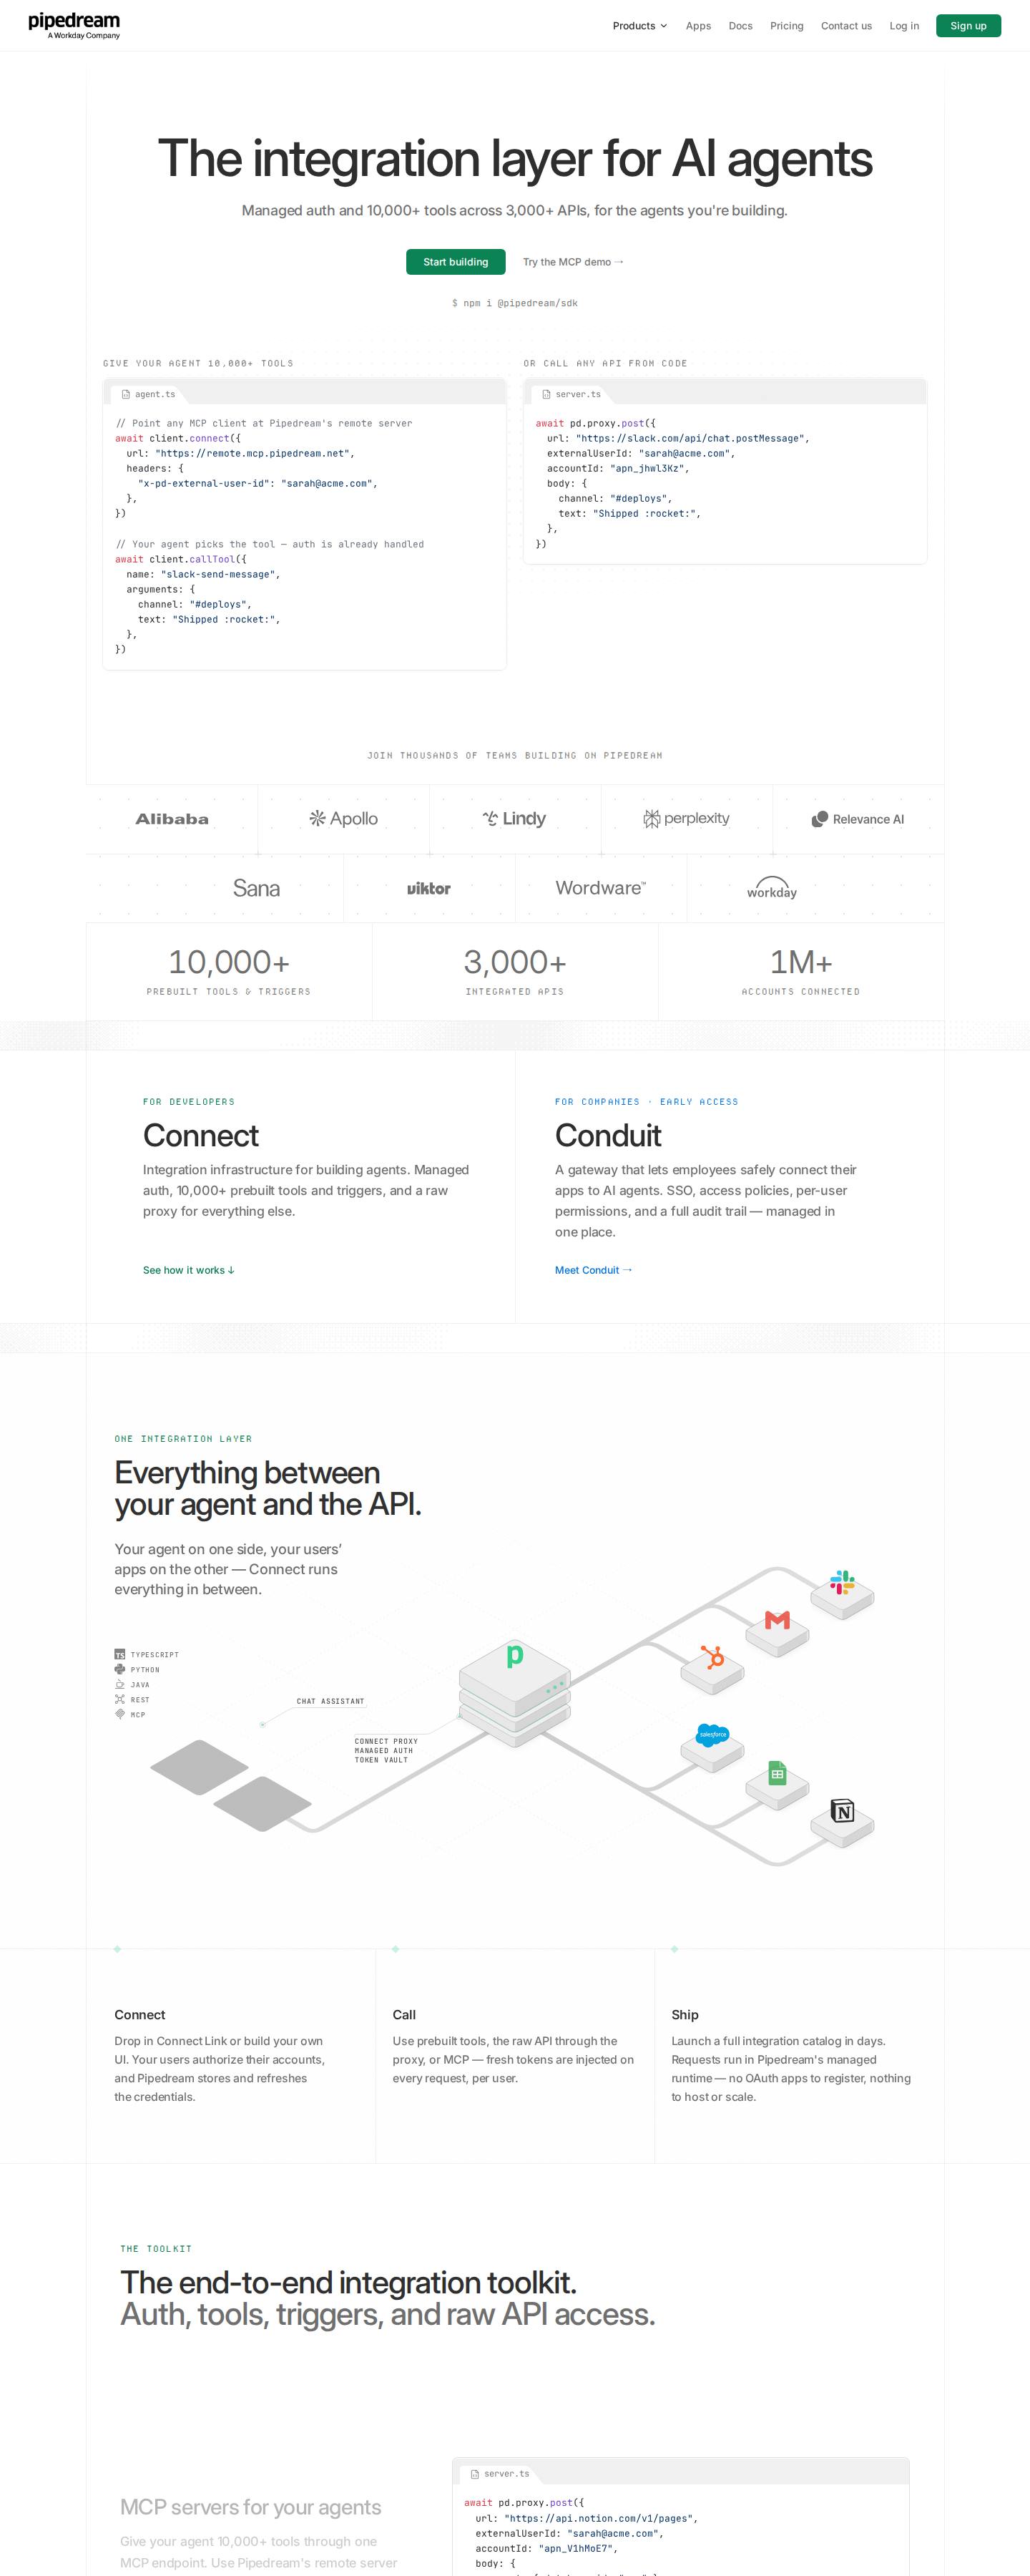 pipedream
A Workday Company
Products
Apps
Docs
Pricing
Contact us
Log in
Sign up
The integration layer for AI agents
Managed auth and 10,000+ tools across 3,000+ APIs, for the agents you're building.
Start building
Try the MCP demo →
$ npm i @pipedream/sdk
GIVE YOUR AGENT 10,000+ TOOLS
agent.ts
// Point any MCP client at Pipedream's remote server
await client.connect({
url: "https://remote.mcp.pipedream.net",
headers: {
"x-pd-external-user-id": "sarah@acme.com",
},
})
// Your agent picks the tool — auth is already handled
await client.callTool({
name: "slack-send-message",
arguments: {
channel: "#deploys",
text: "Shipped :rocket:",
},
})
OR CALL ANY API FROM CODE
server.ts
await pd.proxy.post({
url: "https://slack.com/api/chat.postMessage",
externalUserId: "sarah@acme.com",
accountId: "apn_jhwl3Kz",
body: {
channel: "#deploys",
text: "Shipped :rocket:",
},
})
JOIN THOUSANDS OF TEAMS BUILDING ON PIPEDREAM
Alibaba
Apollo
Lindy
perplexity
Relevance AI
Sana
viktor
Wordware™
workday
10,000+
PREBUILT TOOLS & TRIGGERS
3,000+
INTEGRATED APIS
1M+
ACCOUNTS CONNECTED
FOR DEVELOPERS
Connect
Integration infrastructure for building agents. Managed
auth, 10,000+ prebuilt tools and triggers, and a raw
proxy for everything else.
See how it works ↓
FOR COMPANIES · EARLY ACCESS
Conduit
A gateway that lets employees safely connect their
apps to AI agents. SSO, access policies, per-user
permissions, and a full audit trail — managed in
one place.
Meet Conduit →
ONE INTEGRATION LAYER
Everything between
your agent and the API.
Your agent on one side, your users’
apps on the other — Connect runs
everything in between.
TS TYPESCRIPT
PYTHON
JAVA
REST
MCP
CHAT ASSISTANT
CONNECT PROXY
MANAGED AUTH
TOKEN VAULT
p
salesforce
N
Connect
Drop in Connect Link or build your own
UI. Your users authorize their accounts,
and Pipedream stores and refreshes
the credentials.
Call
Use prebuilt tools, the raw API through the
proxy, or MCP — fresh tokens are injected on
every request, per user.
Ship
Launch a full integration catalog in days.
Requests run in Pipedream's managed
runtime — no OAuth apps to register, nothing
to host or scale.
THE TOOLKIT
The end-to-end integration toolkit.
Auth, tools, triggers, and raw API access.
MCP servers for your agents
Give your agent 10,000+ tools through one
MCP endpoint. Use Pipedream's remote server
server.ts
await pd.proxy.post({
url: "https://api.notion.com/v1/pages",
externalUserId: "sarah@acme.com",
accountId: "apn_V1hMoE7",
body: {